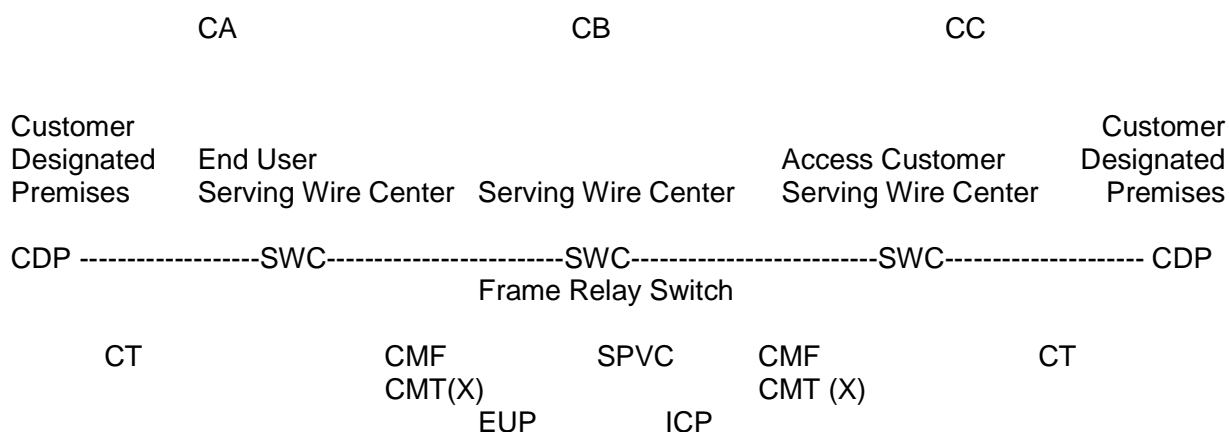 CA CB CC
Customer Customer
Designated End User Access Customer Designated
Premises Serving Wire Center Serving Wire Center Serving Wire Center Premises
CDP -------------------SWC-------------------------SWC--------------------------SWC--------------------- CDP
Frame Relay Switch
CT CMF SPVC CMF CT
CMT(X) CMT (X)
EUP ICP